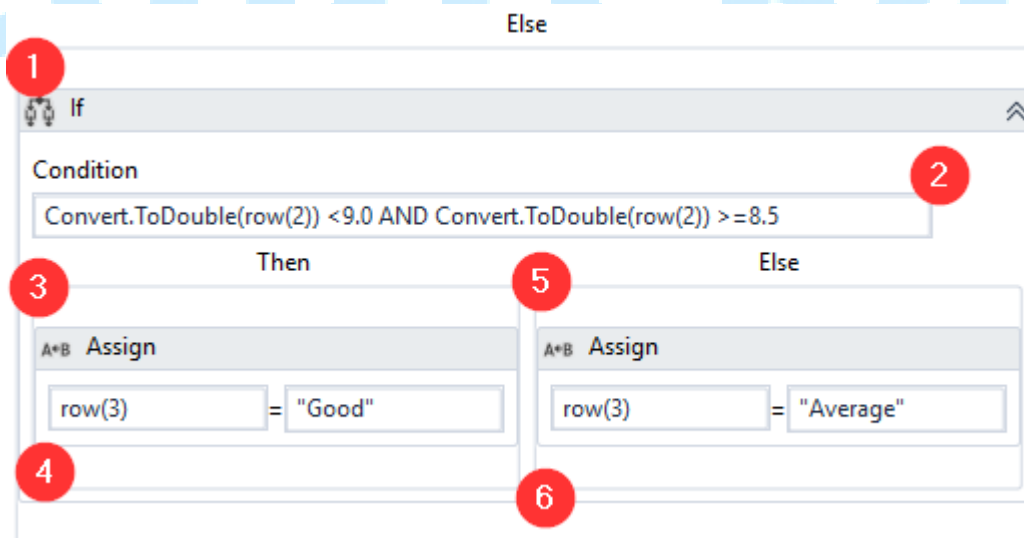 Else
1
If
Condition
2
Convert.ToDouble(row(2)) <9.0 AND Convert.ToDouble(row(2)) >=8.5
Then
Else
3
5
A+B Assign
A+B Assign
row(3) = "Good"
row(3) = "Average"
4
6